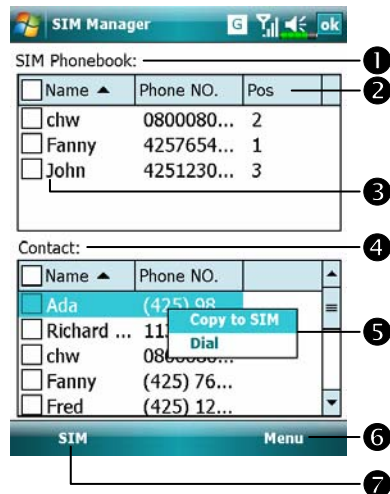 SIM Manager G ok
SIM Phonebook: 1
Name Phone NO. Pos 2
chw 0800080... 2
Fanny 4257654... 1
John 4251230... 3
3
Contact: 4
Name Phone NO.
Ada (425) 98...
Copy to SIM 5
Richard ... 11
Dial
chw
Fanny (425) 76...
Fred (425) 12...
SIM Menu 6
7